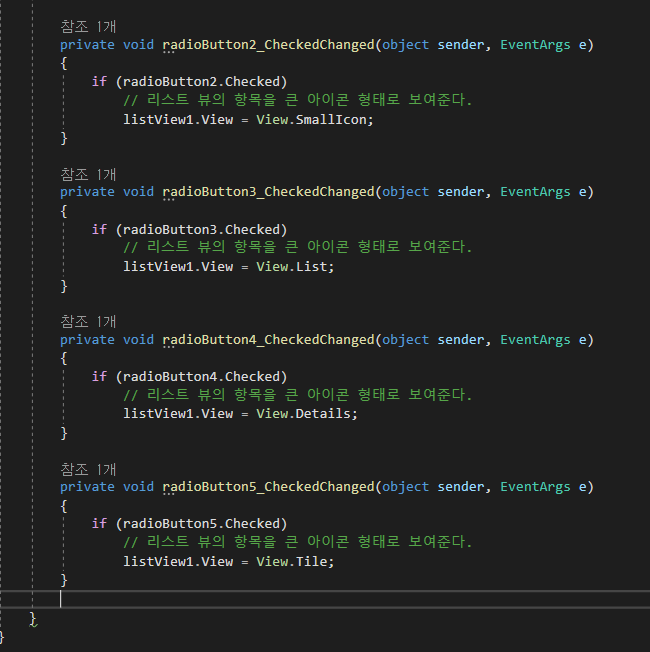 참조 1개
private void radioButton2_CheckedChanged(object sender, EventArgs e)
{
if (radioButton2.Checked)
// 리스트 뷰의 항목을 큰 아이콘 형태로 보여준다.
listView1.View = View.SmallIcon;
}
참조 1개
private void radioButton3_CheckedChanged(object sender, EventArgs e)
{
if (radioButton3.Checked)
// 리스트 뷰의 항목을 큰 아이콘 형태로 보여준다.
listView1.View = View.List;
}
참조 1개
private void radioButton4_CheckedChanged(object sender, EventArgs e)
{
if (radioButton4.Checked)
// 리스트 뷰의 항목을 큰 아이콘 형태로 보여준다.
listView1.View = View.Details;
}
참조 1개
private void radioButton5_CheckedChanged(object sender, EventArgs e)
{
if (radioButton5.Checked)
// 리스트 뷰의 항목을 큰 아이콘 형태로 보여준다.
listView1.View = View.Tile;
}
}
}